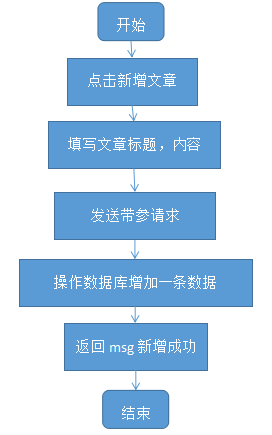 开始
点击新增文章
填写文章标题，内容
发送带参请求
操作数据库增加一条数据
返回 msg 新增成功
结束